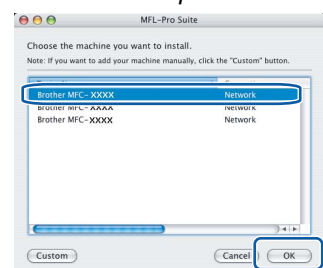 MFL-Pro Suite
Choose the machine you want to install.
Note: If you want to add your machine manually, click the "Custom" button.
Brother MFC-XXXX Network
Brother MFC-XXXX Network
Brother MFC-XXXX Network
Custom Cancel OK